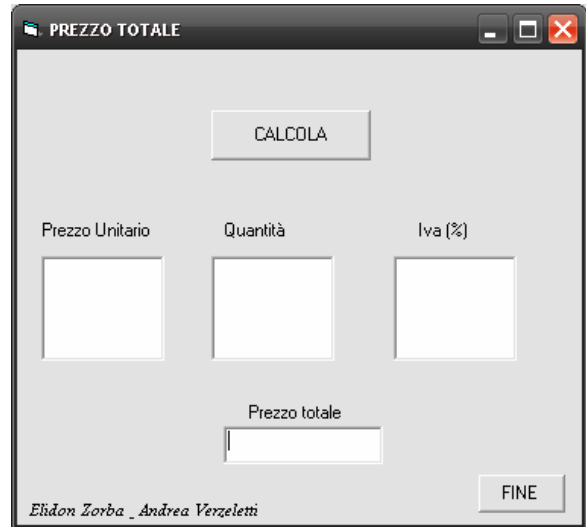 PREZZO TOTALE
CALCOLA
Prezzo Unitario Quantità Iva (%)
Prezzo totale
FINE
Elidon Zorba _ Andrea Verzeletti